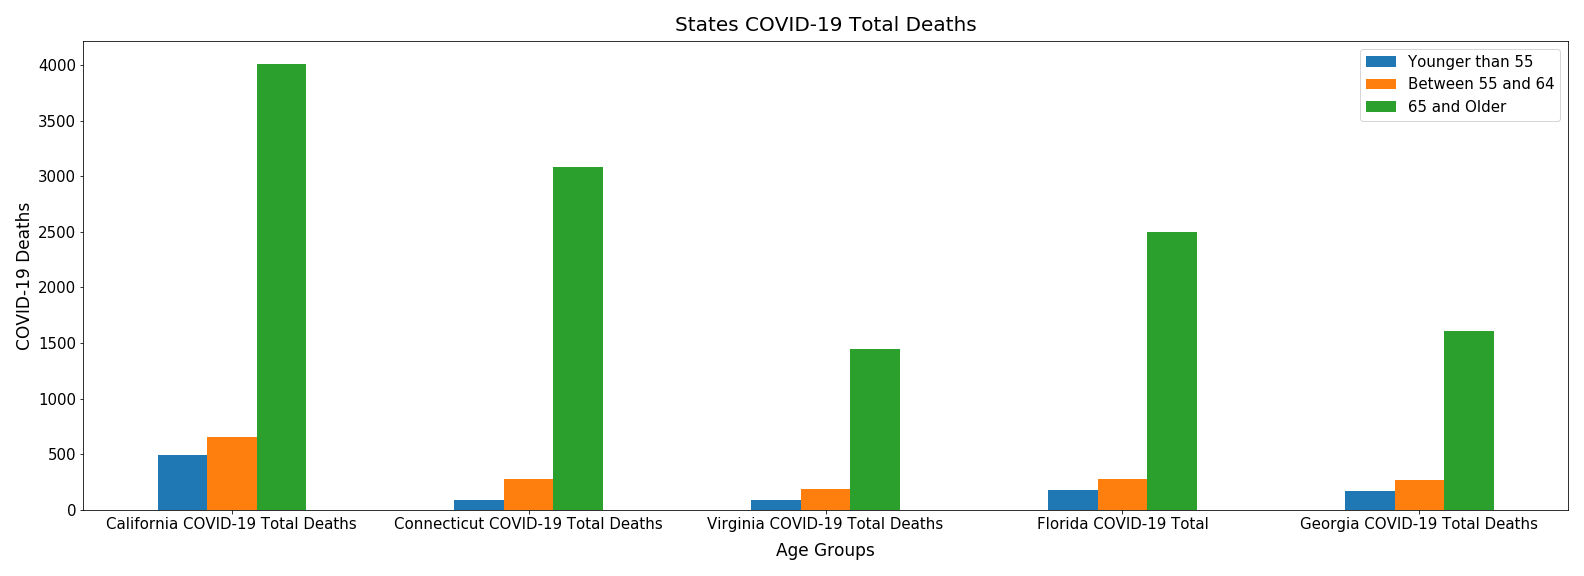 States COVID-19 Total Deaths
Younger than 55
Between 55 and 64
65 and Older
COVID-19 Deaths
4000
3500
3000
2500
2000
1500
1000
500
0
California COVID-19 Total Deaths
Connecticut COVID-19 Total Deaths
Virginia COVID-19 Total Deaths
Florida COVID-19 Total
Georgia COVID-19 Total Deaths
Age Groups